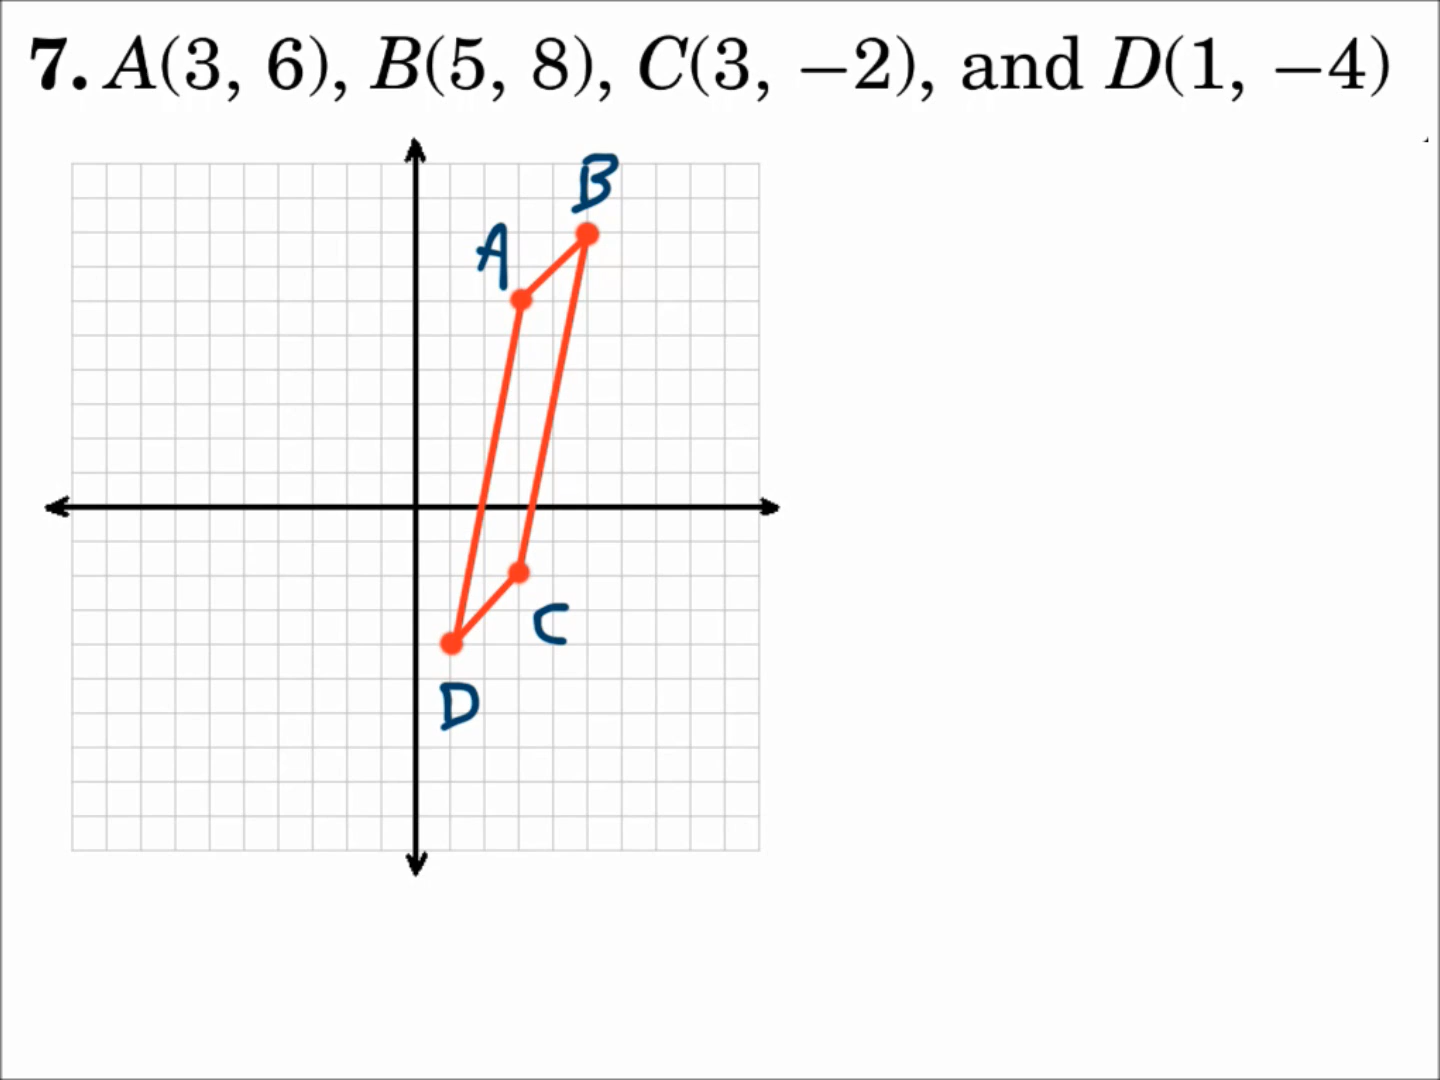 7. A(3, 6), B(5, 8), C(3, −2), and D(1, −4)
B
A
C
D